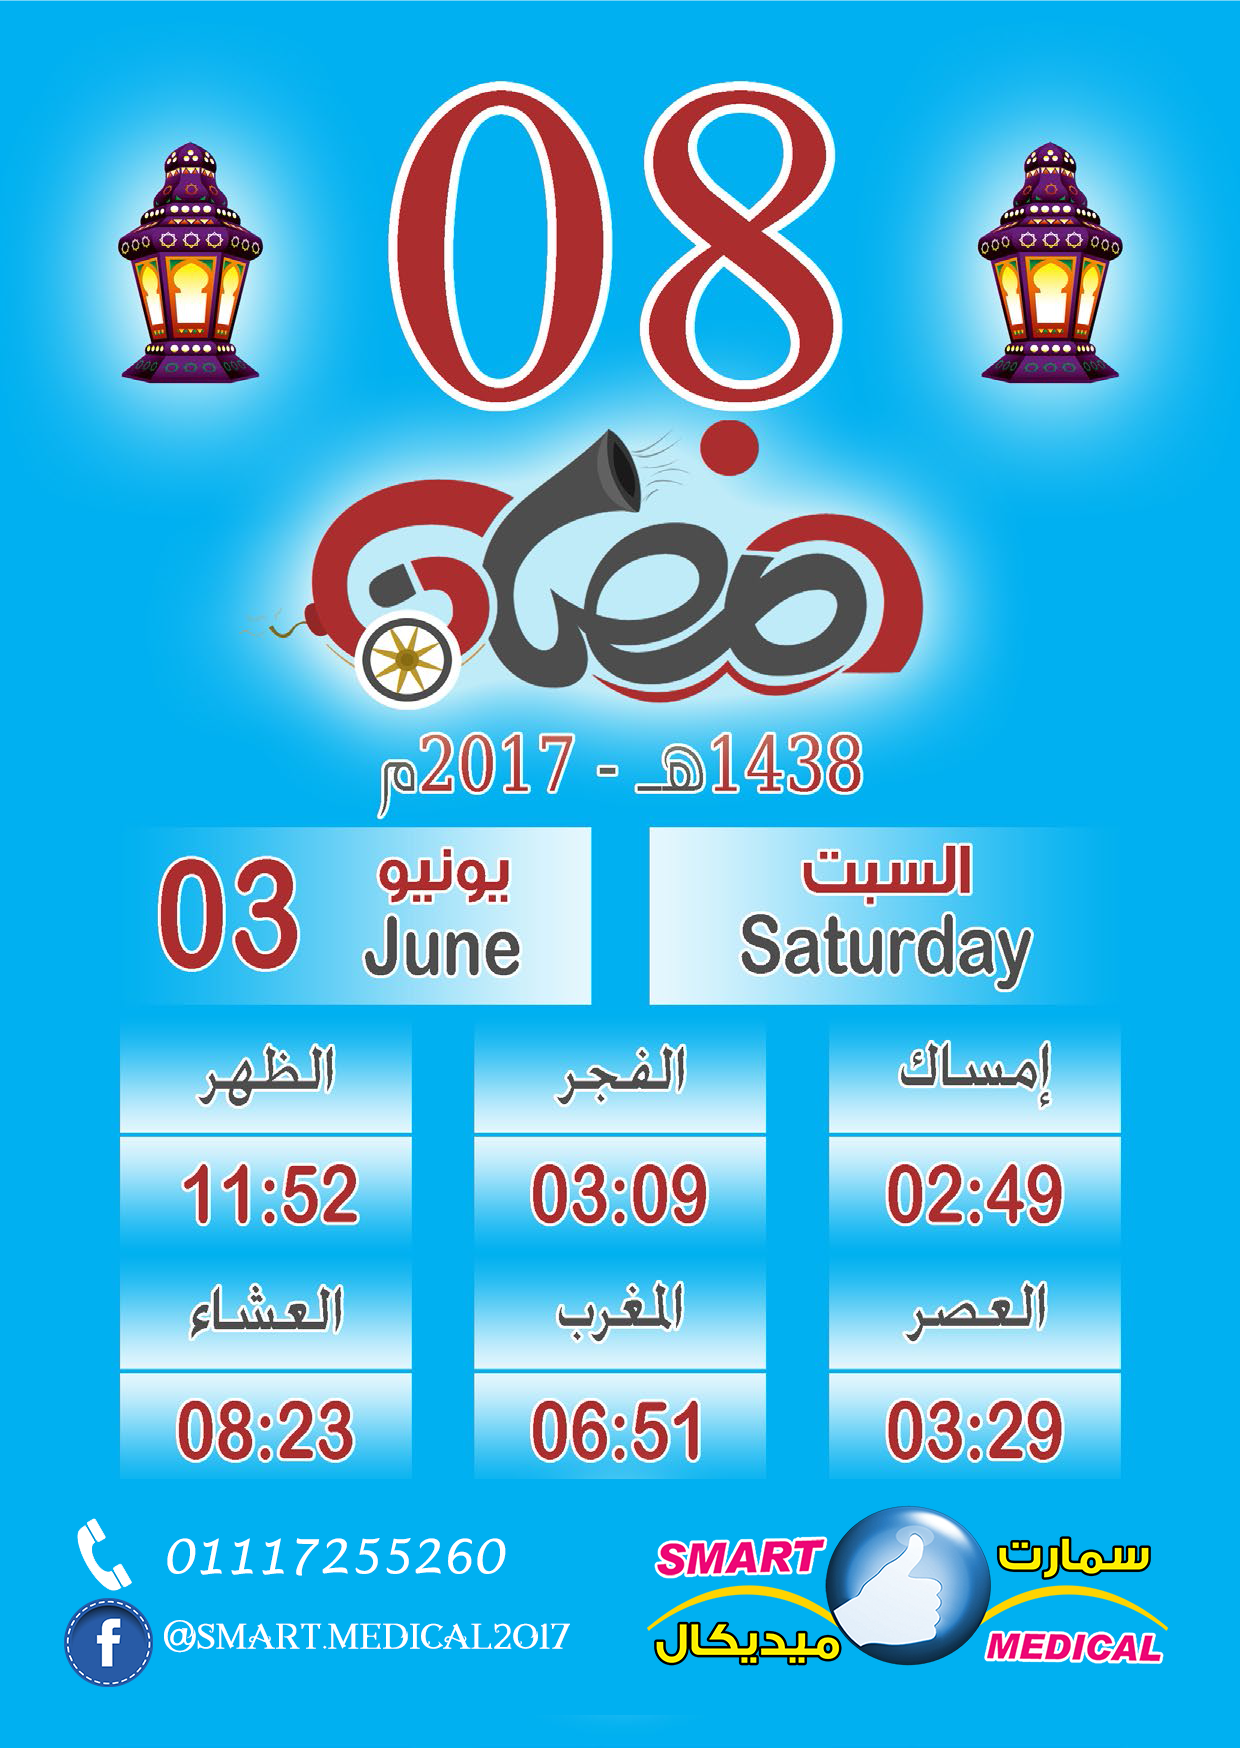 08
رمضان
1438هـ - 2017م
السبت
Saturday
يونيو
June
03
إمساك
الفجر
الظهر
02:49
03:09
11:52
العصر
المغرب
العشاء
03:29
06:51
08:23
01117255260
@SMART.MEDICAL2017
SMART سمارت
ميديكال MEDICAL